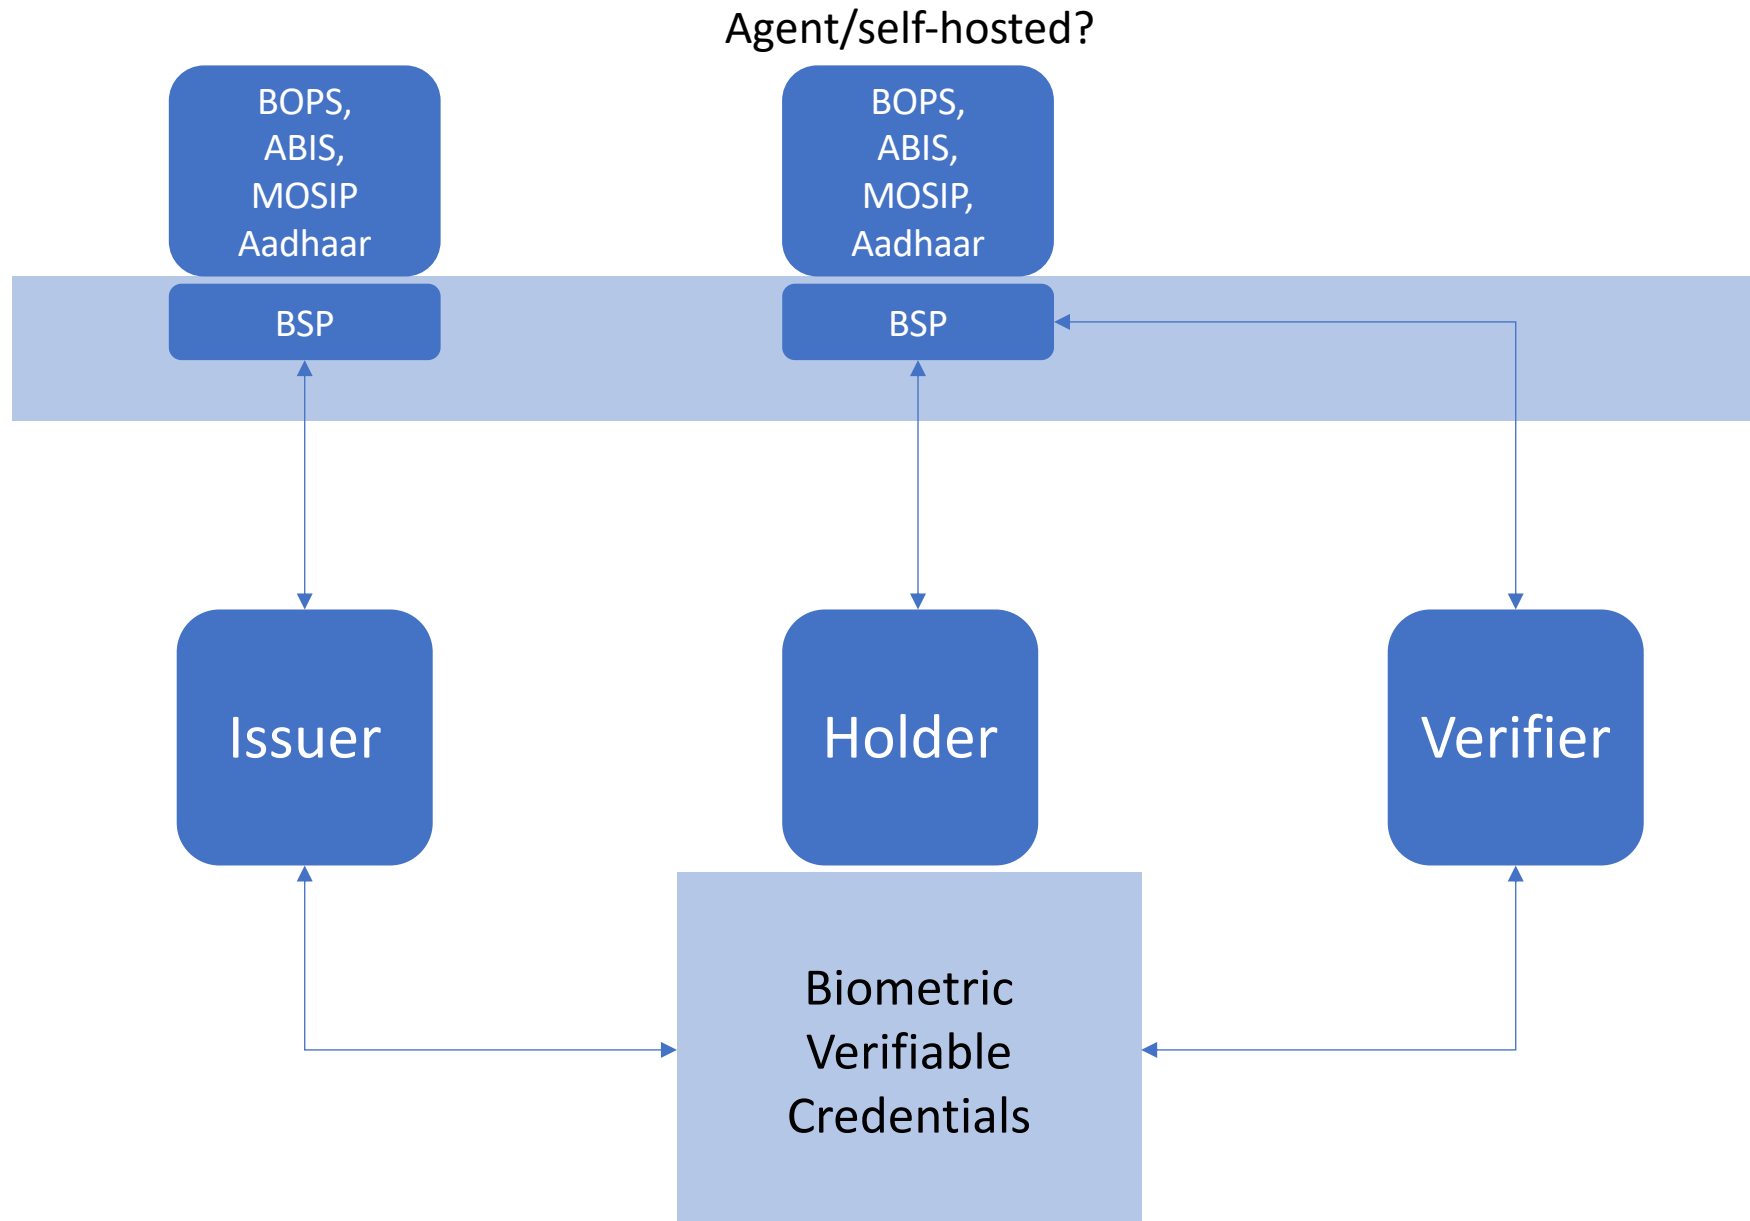 Agent/self-hosted?
BOPS,
ABIS,
MOSIP
Aadhaar
BOPS,
ABIS,
MOSIP,
Aadhaar
BSP
BSP
Issuer
Holder
Verifier
Biometric
Verifiable
Credentials